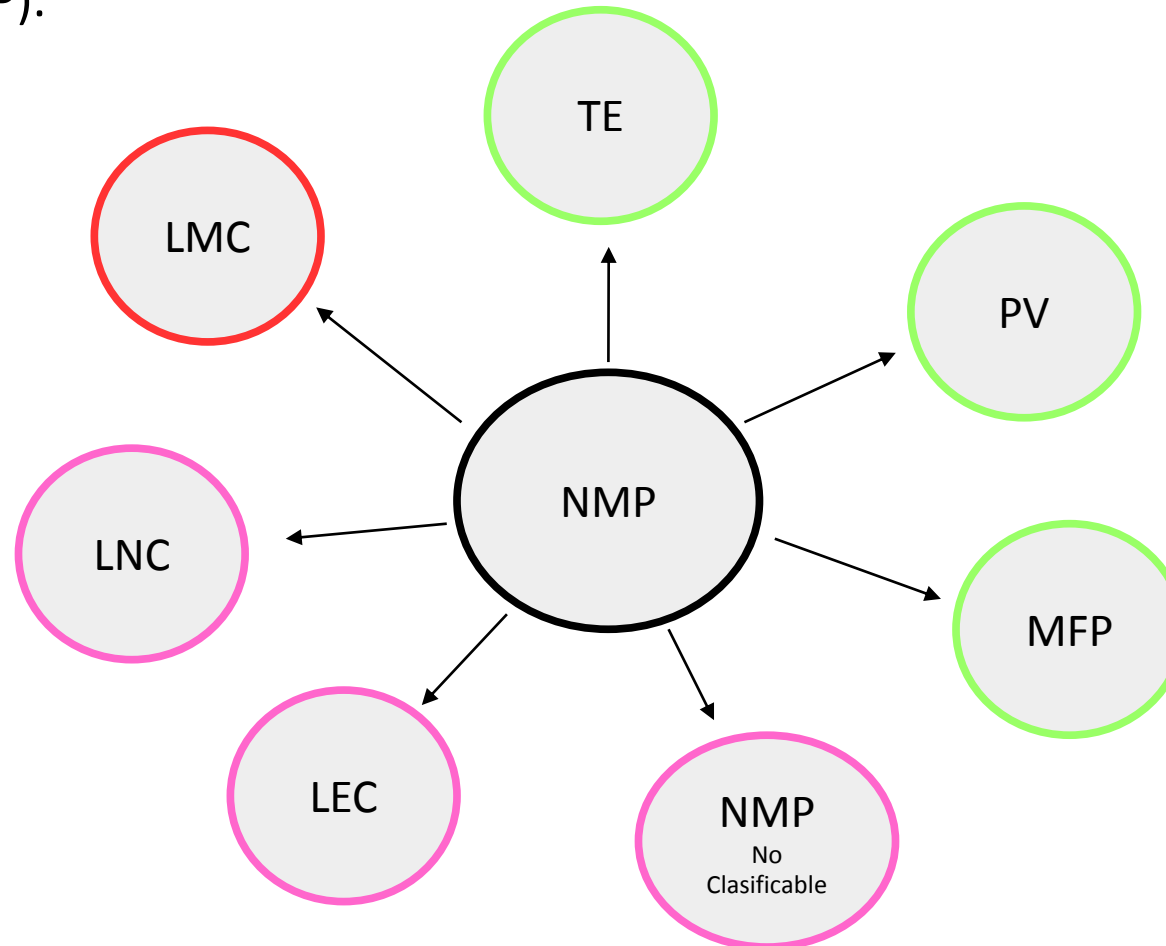 P).
TE
LMC
PV
NMP
LNC
MFP
LEC
NMP
No
Clasificable